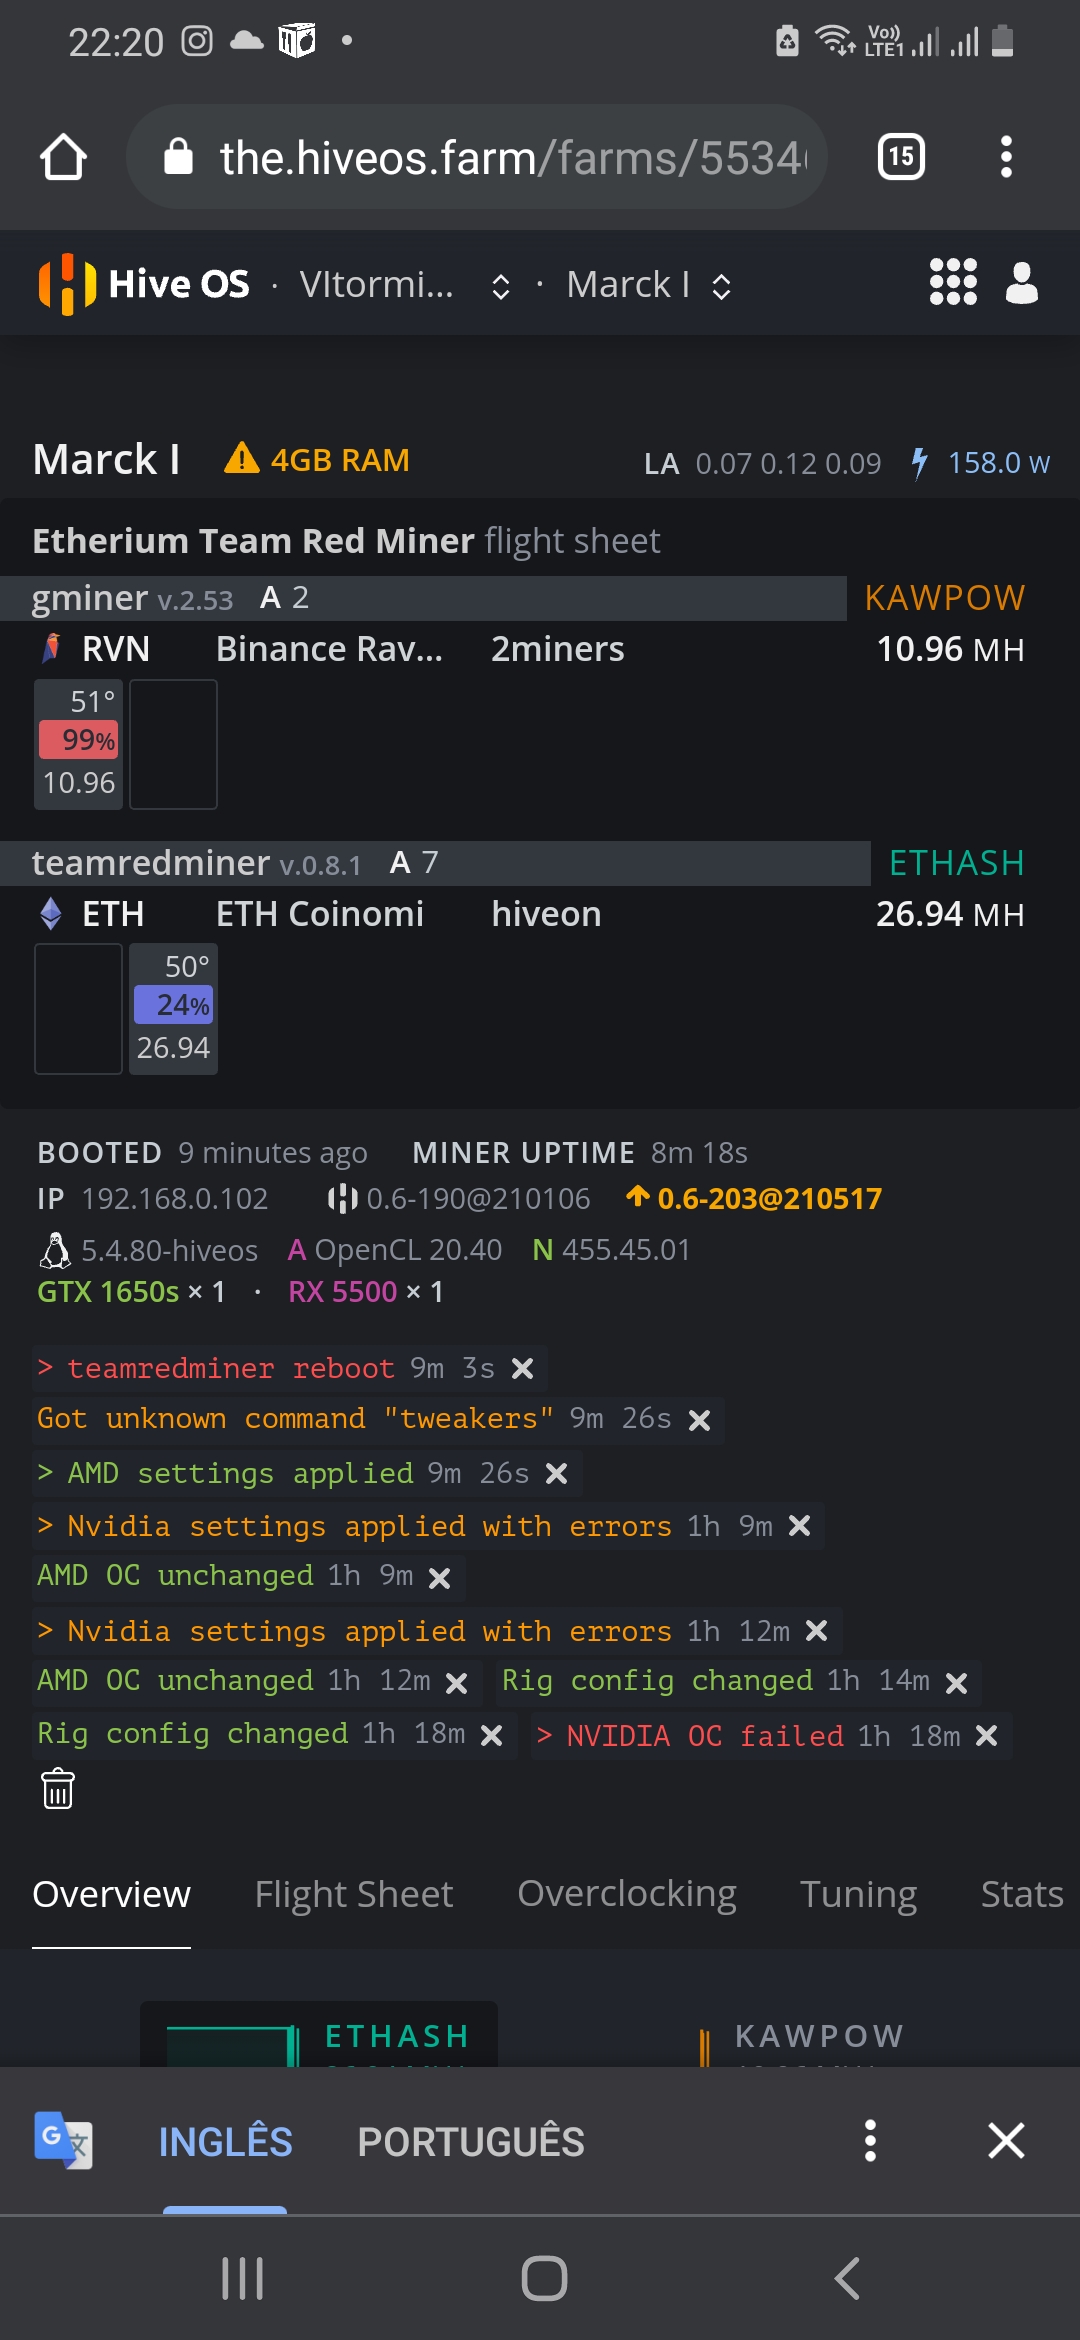 22:20 Vo)) LTE1
the.hiveos.farm/farms/5534 15
Hive OS · VItormi... · Marck I
Marck I 4GB RAM LA 0.07 0.12 0.09 158.0 W
Etherium Team Red Miner flight sheet
gminer v.2.53 A 2 KAWPOW
RVN Binance Rav... 2miners 10.96 MH
51°
99%
10.96
teamredminer v.0.8.1 A 7 ETHASH
ETH ETH Coinomi hiveon 26.94 MH
50°
24%
26.94
BOOTED 9 minutes ago MINER UPTIME 8m 18s
IP 192.168.0.102 0.6-190@210106 0.6-203@210517
5.4.80-hiveos A OpenCL 20.40 N 455.45.01
GTX 1650s × 1 · RX 5500 × 1
> teamredminer reboot 9m 3s
Got unknown command "tweakers" 9m 26s
> AMD settings applied 9m 26s
> Nvidia settings applied with errors 1h 9m
AMD OC unchanged 1h 9m
> Nvidia settings applied with errors 1h 12m
AMD OC unchanged 1h 12m Rig config changed 1h 14m
Rig config changed 1h 18m > NVIDIA OC failed 1h 18m
Overview Flight Sheet Overclocking Tuning Stats
ETHASH KAWPOW
INGLÊS PORTUGUÊS